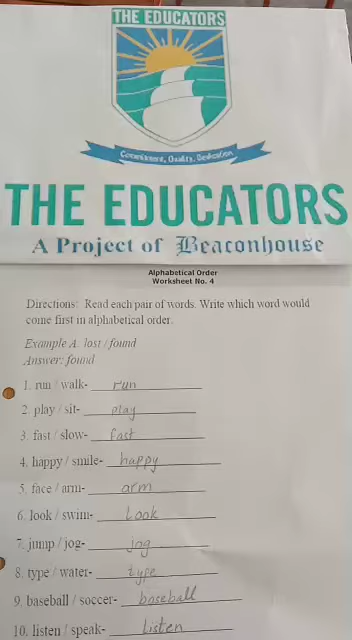 THE EDUCATORS
Commitment, Quality, Dedication
THE EDUCATORS
A Project of Beaconhouse
Alphabetical Order
Worksheet No. 4
Directions: Read each pair of words. Write which word would
come first in alphabetical order.
Example A: lost / found
Answer: found
1. run / walk- run
2. play / sit- play
3. fast / slow- fast
4. happy / smile- happy
5. face / arm- arm
6. look / swim- Look
7. jump / jog- jog
8. type / water- type
9. baseball / soccer- baseball
10. listen / speak- Listen